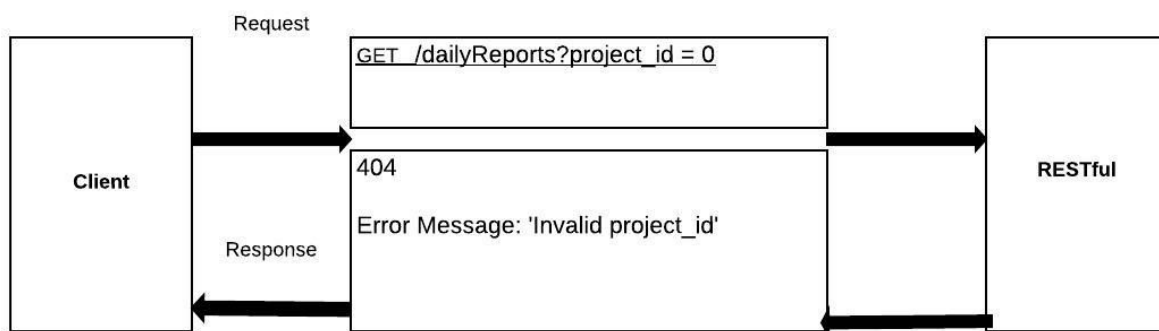 Request
GET /dailyReports?project_id = 0
Client
404
RESTful
Error Message: 'Invalid project_id'
Response